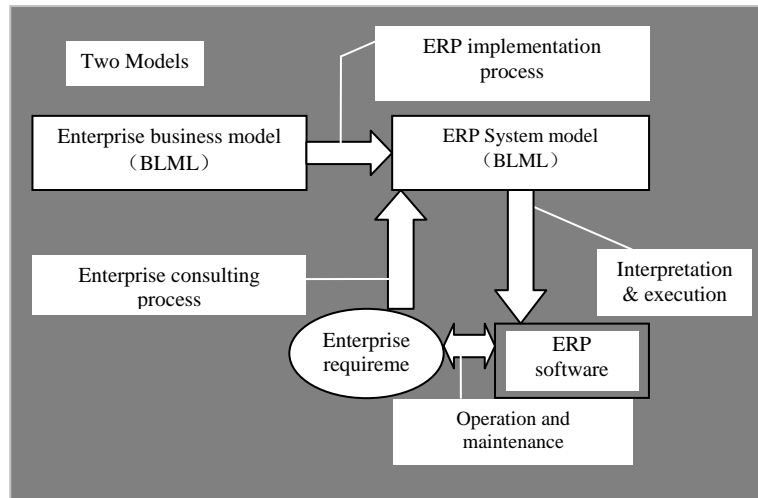 Two Models
ERP implementation
process
Enterprise business model
（BLML）
ERP System model
（BLML）
Enterprise consulting
process
Interpretation
& execution
Enterprise
requireme
ERP
software
Operation and
maintenance